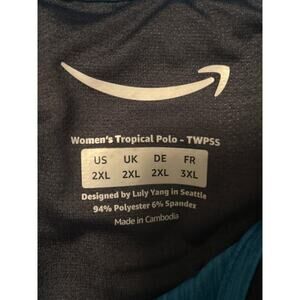 Women's Tropical Polo - TWPSS
US UK DE FR
2XL 2XL 2XL 3XL
Designed by Luly Yang in Seattle
94% Polyester 6% Spandex
Made in Cambodia